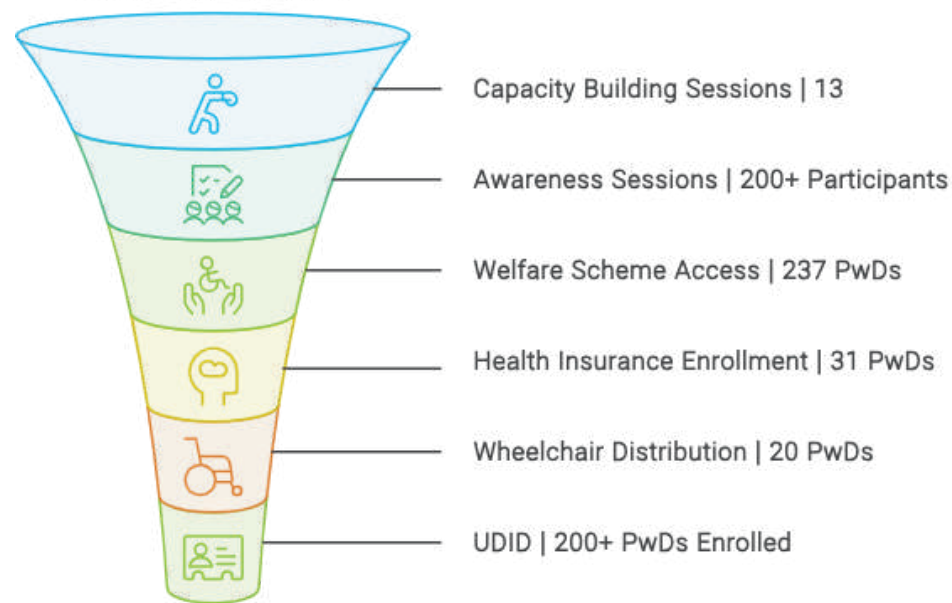 Capacity Building Sessions | 13
Awareness Sessions | 200+ Participants
Welfare Scheme Access | 237 PwDs
Health Insurance Enrollment | 31 PwDs
Wheelchair Distribution | 20 PwDs
UDID | 200+ PwDs Enrolled